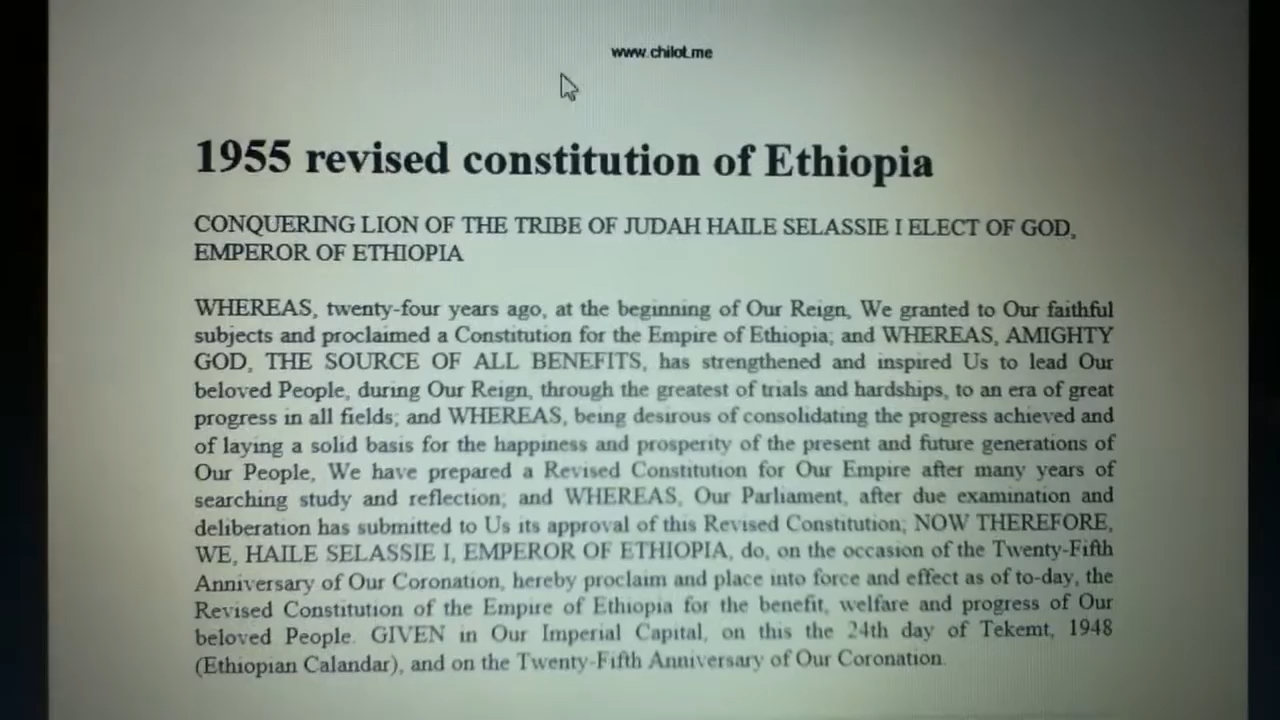 www.chilot.me
1955 revised constitution of Ethiopia
CONQUERING LION OF THE TRIBE OF JUDAH HAILE SELASSIE I ELECT OF GOD,
EMPEROR OF ETHIOPIA
WHEREAS, twenty-four years ago, at the beginning of Our Reign, We granted to Our faithful
subjects and proclaimed a Constitution for the Empire of Ethiopia; and WHEREAS, AMIGHTY
GOD, THE SOURCE OF ALL BENEFITS, has strengthened and inspired Us to lead Our
beloved People, during Our Reign, through the greatest of trials and hardships, to an era of great
progress in all fields; and WHEREAS, being desirous of consolidating the progress achieved and
of laying a solid basis for the happiness and prosperity of the present and future generations of
Our People, We have prepared a Revised Constitution for Our Empire after many years of
searching study and reflection; and WHEREAS, Our Parliament, after due examination and
deliberation has submitted to Us its approval of this Revised Constitution; NOW THEREFORE,
WE, HAILE SELASSIE I, EMPEROR OF ETHIOPIA, do, on the occasion of the Twenty-Fifth
Anniversary of Our Coronation, hereby proclaim and place into force and effect as of to-day, the
Revised Constitution of the Empire of Ethiopia for the benefit, welfare and progress of Our
beloved People. GIVEN in Our Imperial Capital, on this the 24th day of Tekemt, 1948
(Ethiopian Calandar), and on the Twenty-Fifth Anniversary of Our Coronation.